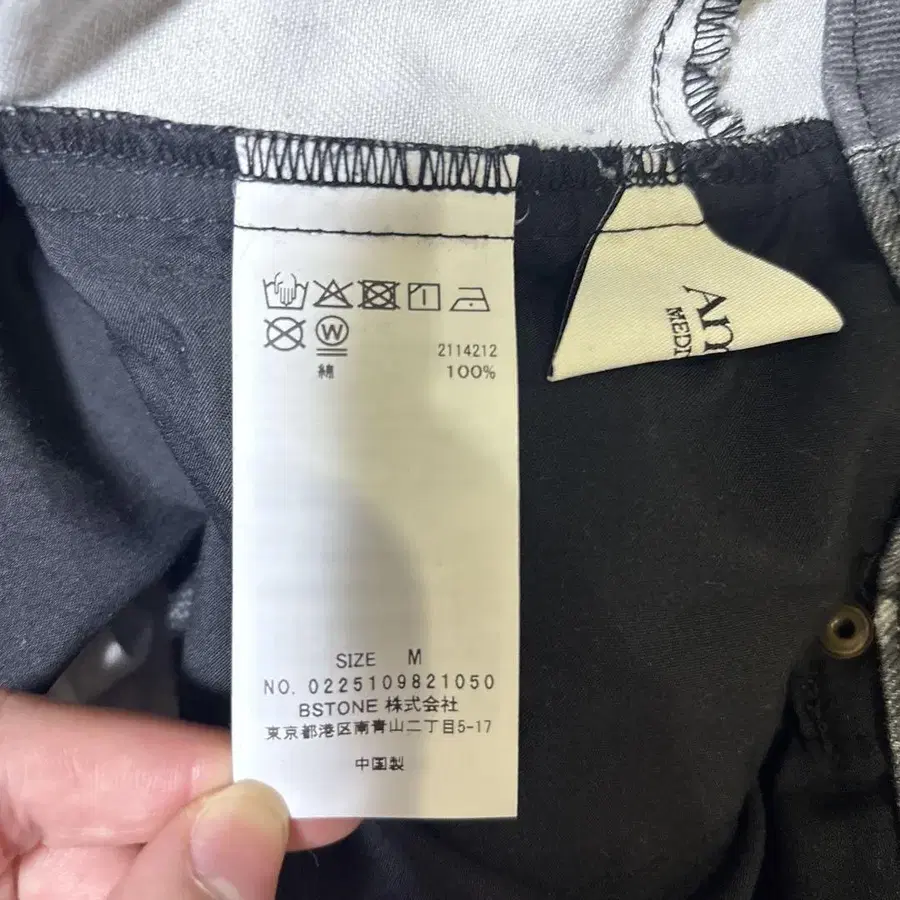 W
2114212
綿 100%
SIZE M
NO. 0225109821050
BSTONE 株式会社
東京都港区南青山二丁目5-17
中国製